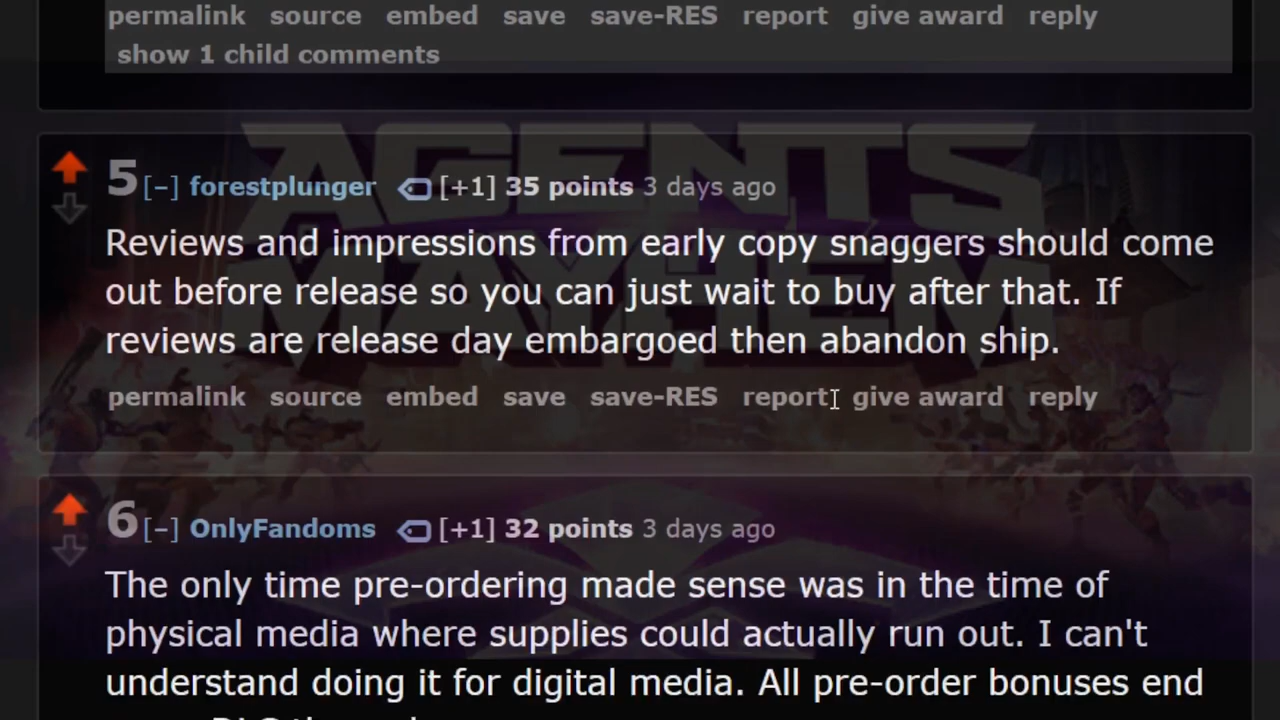 permalink source embed save save-RES report give award reply
show 1 child comments
AGENTS
MAYHEM
5 [–] forestplunger [+1] 35 points 3 days ago
Reviews and impressions from early copy snaggers should come
out before release so you can just wait to buy after that. If
reviews are release day embargoed then abandon ship.
permalink source embed save save-RES report give award reply
6 [–] OnlyFandoms [+1] 32 points 3 days ago
The only time pre-ordering made sense was in the time of
physical media where supplies could actually run out. I can't
understand doing it for digital media. All pre-order bonuses end